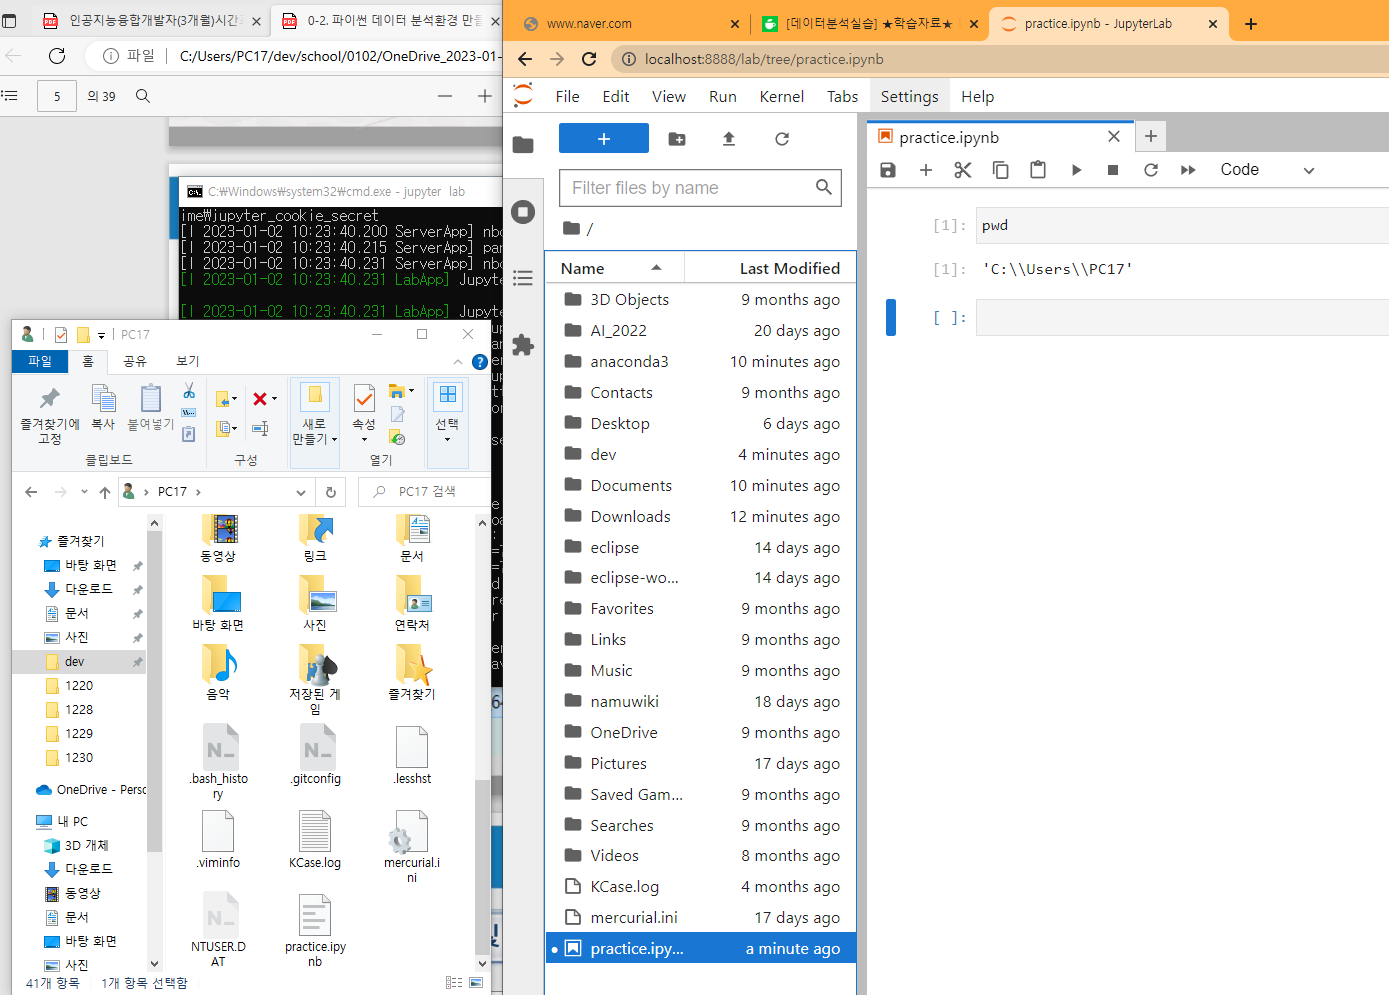 인공지능융합개발자(3개월)시간
0-2. 파이썬 데이터 분석환경 만들
파일
C:/Users/PC17/dev/school/0102/OneDrive_2023-01-
5
의 39
C:₩Windows₩system32₩cmd.exe - jupyter lab
ime₩jupyter_cookie_secret
[I 2023-01-02 10:23:40.200 ServerApp] nbc
[I 2023-01-02 10:23:40.215 ServerApp] pan
[I 2023-01-02 10:23:40.231 ServerApp] nbc
[I 2023-01-02 10:23:40.231 LabApp] Jupyte
[I 2023-01-02 10:23:40.231 LabApp] Jupyte
PC17
파일
홈
공유
보기
즐겨찾기에
고정
복사
붙여넣기
새로
만들기
속성
선택
클립보드
구성
열기
PC17
PC17 검색
즐겨찾기
바탕 화면
다운로드
문서
사진
dev
1220
1228
1229
1230
OneDrive - Perso
내 PC
3D 개체
다운로드
동영상
문서
바탕 화면
사진
동영상
링크
문서
바탕 화면
사진
연락처
음악
저장된 게
임
즐겨찾기
.bash_histo
ry
.gitconfig
.lesshst
.viminfo
KCase.log
mercurial.i
ni
NTUSER.D
AT
practice.ipy
nb
41개 항목
1개 항목 선택함
www.naver.com
[데이터분석실습] ★학습자료★
practice.ipynb - JupyterLab
localhost:8888/lab/tree/practice.ipynb
File Edit View Run Kernel Tabs Settings Help
Filter files by name
/
Name Last Modified
3D Objects 9 months ago
AI_2022 20 days ago
anaconda3 10 minutes ago
Contacts 9 months ago
Desktop 6 days ago
dev 4 minutes ago
Documents 10 minutes ago
Downloads 12 minutes ago
eclipse 14 days ago
eclipse-wo... 14 days ago
Favorites 9 months ago
Links 9 months ago
Music 9 months ago
namuwiki 18 days ago
OneDrive 9 months ago
Pictures 17 days ago
Saved Gam... 9 months ago
Searches 9 months ago
Videos 8 months ago
KCase.log 4 months ago
mercurial.ini 17 days ago
practice.ipy... a minute ago
practice.ipynb
Code
[1]: pwd
[1]: 'C:\\Users\\PC17'
[ ]: